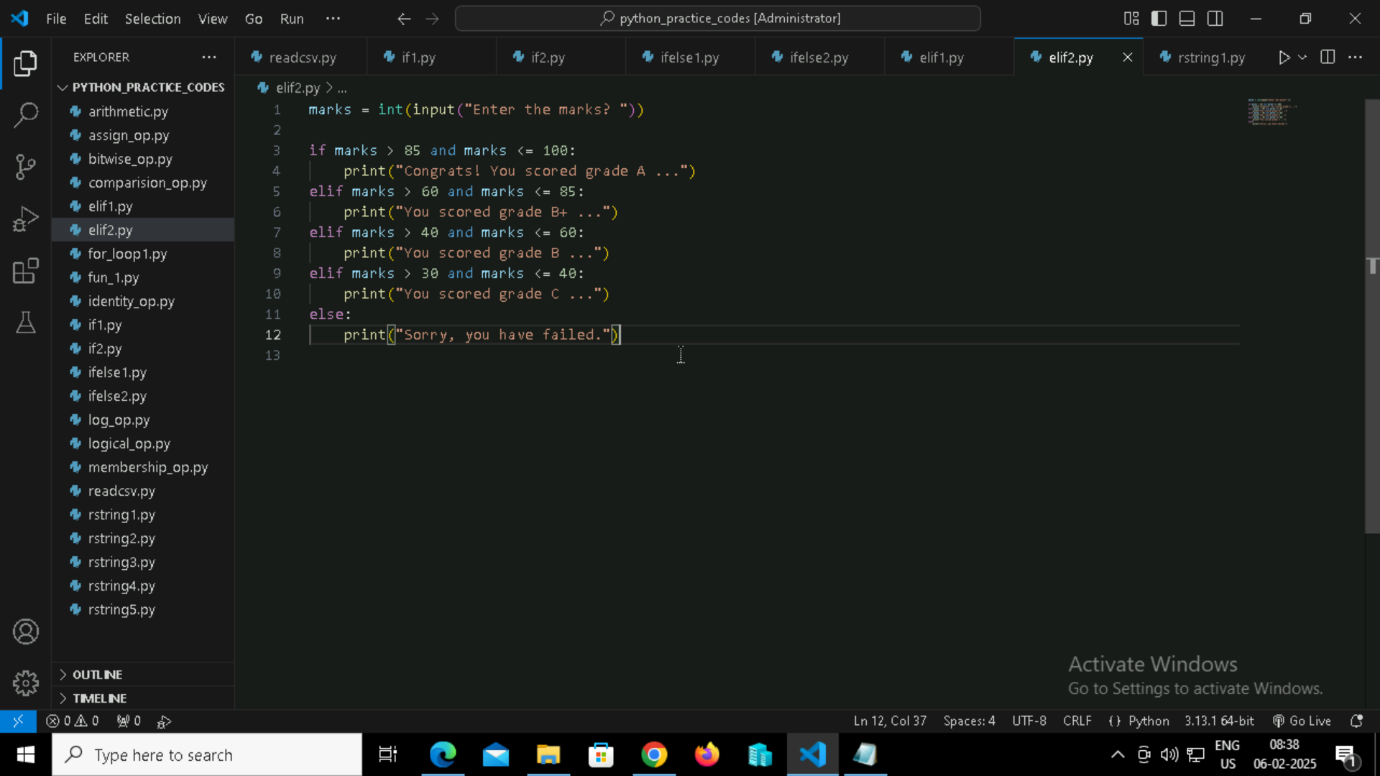 File Edit Selection View Go Run ··· python_practice_codes [Administrator]
EXPLORER ··· readcsv.py if1.py if2.py ifelse1.py ifelse2.py elif1.py elif2.py rstring1.py ···
PYTHON_PRACTICE_CODES
arithmetic.py
assign_op.py
bitwise_op.py
comparision_op.py
elif1.py
elif2.py
for_loop1.py
fun_1.py
identity_op.py
if1.py
if2.py
ifelse1.py
ifelse2.py
log_op.py
logical_op.py
membership_op.py
readcsv.py
rstring1.py
rstring2.py
rstring3.py
rstring4.py
rstring5.py
OUTLINE
TIMELINE
elif2.py > ...
1 marks = int(input("Enter the marks? "))
2
3 if marks > 85 and marks <= 100:
4     print("Congrats! You scored grade A ...")
5 elif marks > 60 and marks <= 85:
6     print("You scored grade B+ ...")
7 elif marks > 40 and marks <= 60:
8     print("You scored grade B ...")
9 elif marks > 30 and marks <= 40:
10     print("You scored grade C ...")
11 else:
12     print("Sorry, you have failed.")
13
T
Activate Windows
Go to Settings to activate Windows.
0 0 0 Ln 12, Col 37 Spaces: 4 UTF-8 CRLF {} Python 3.13.1 64-bit Go Live
Type here to search
ENG
US
08:38
06-02-2025
1